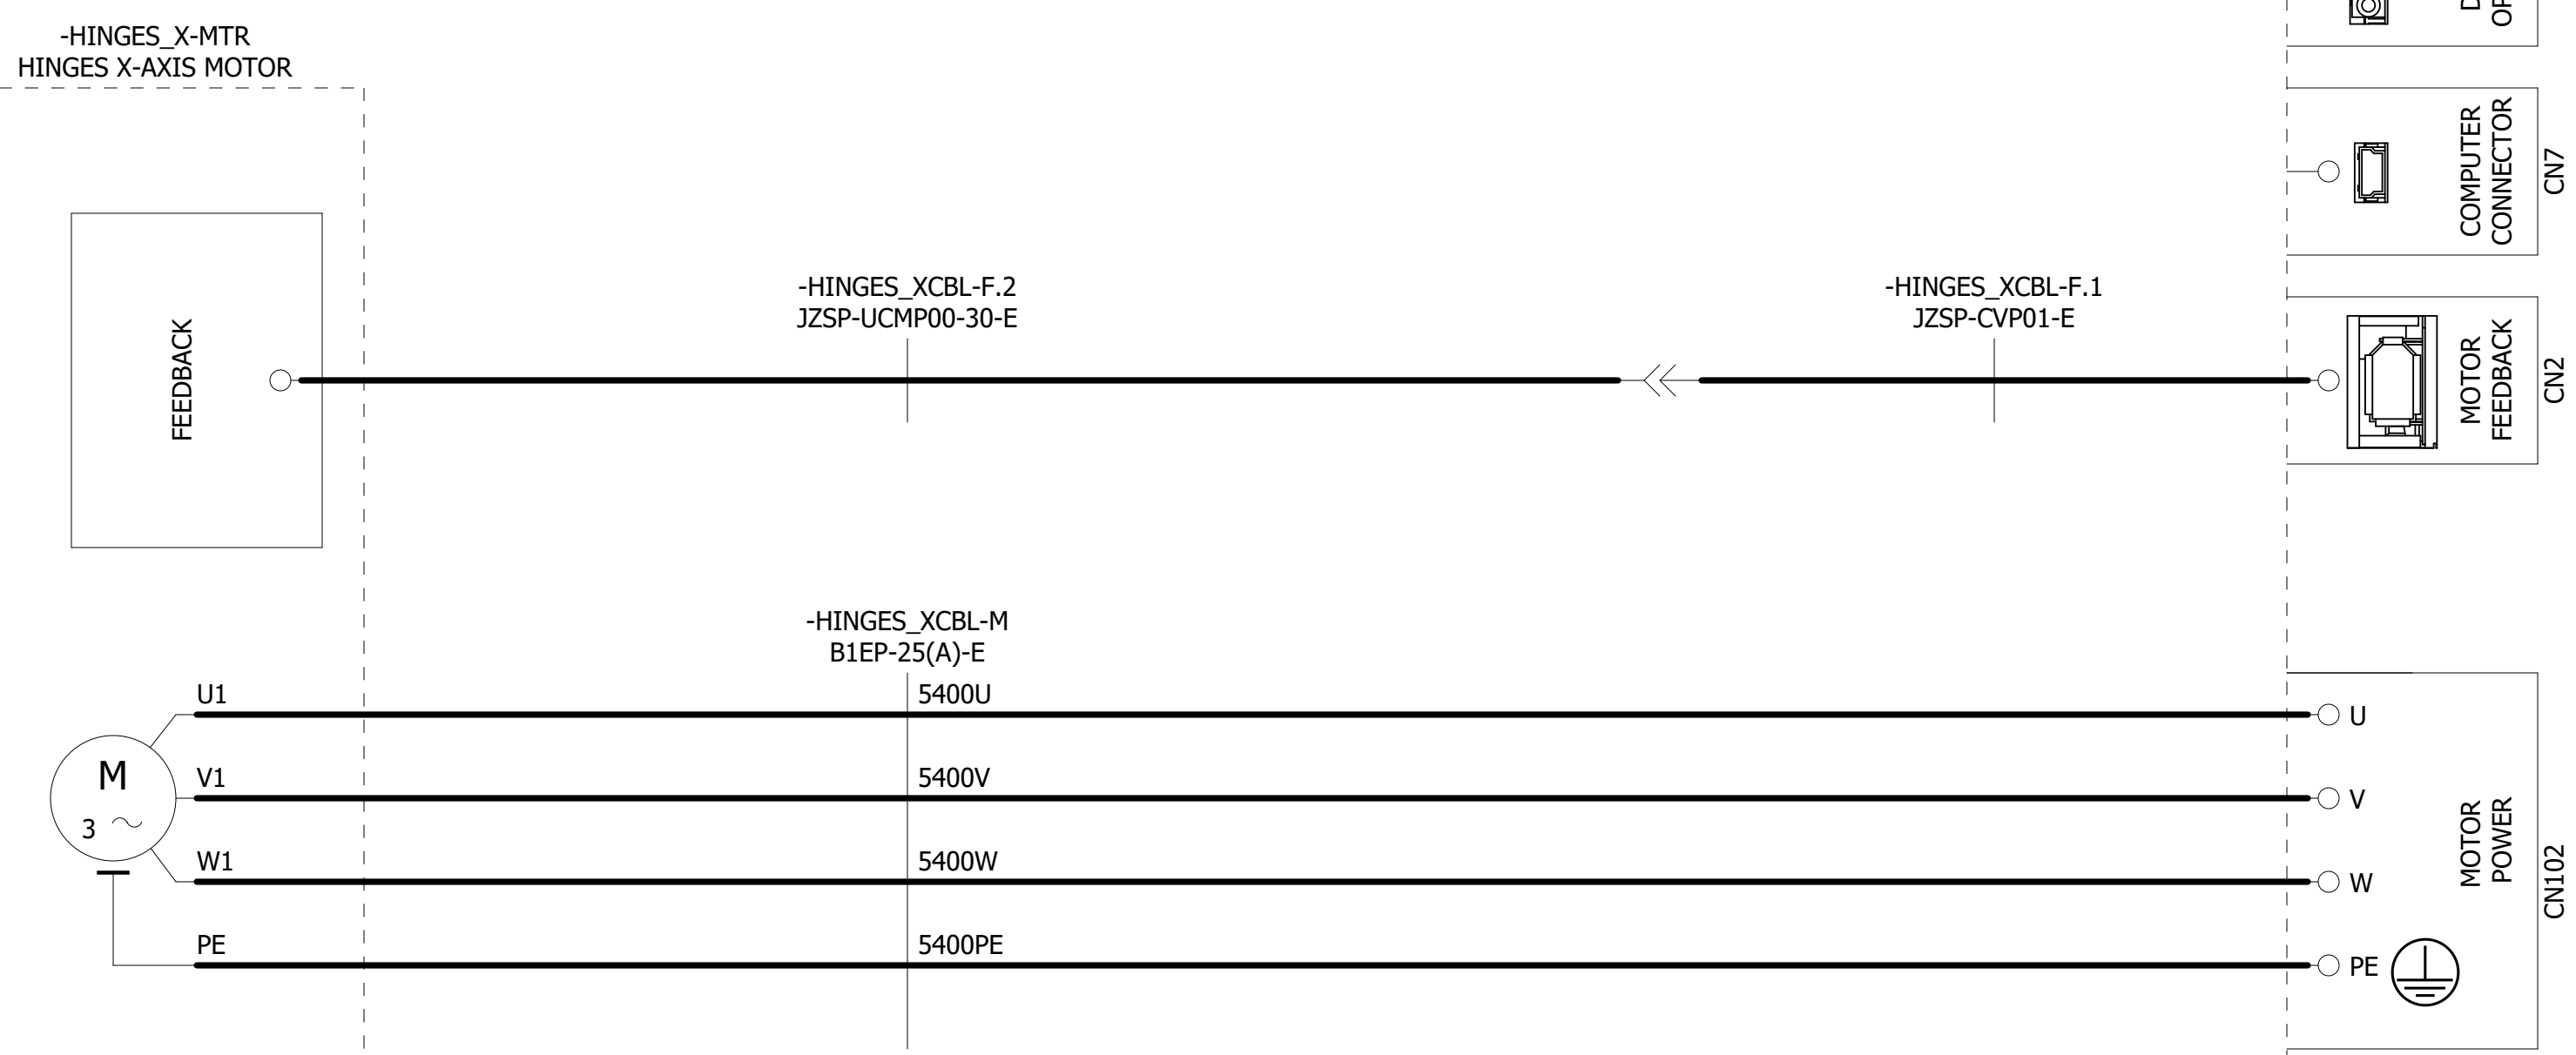 -HINGES_X-MTR
HINGES X-AXIS MOTOR
COMPUTER
CONNECTOR
CN7
-HINGES_XCBL-F.2
JZSP-UCMP00-30-E
-HINGES_XCBL-F.1
JZSP-CVP01-E
FEEDBACK
MOTOR
FEEDBACK
CN2
-HINGES_XCBL-M
B1EP-25(A)-E
U1
5400U
U
M
3
V1
5400V
V
W1
5400W
W
PE
5400PE
PE
MOTOR
POWER
CN102